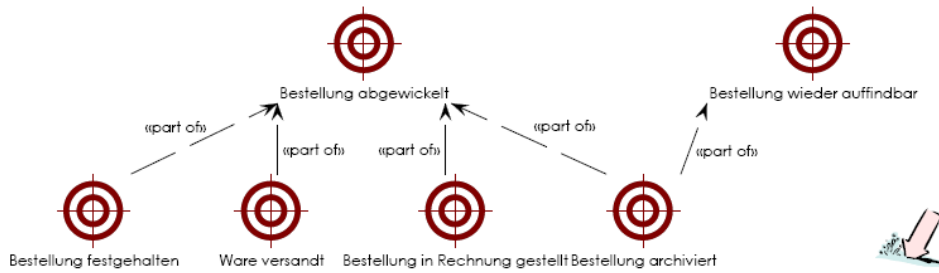 Bestellung abgewickelt
Bestellung wieder auffindbar
«part of»
«part of»
«part of»
«part of»
«part of»
Bestellung festgehalten
Ware versandt
Bestellung in Rechnung gestellt
Bestellung archiviert